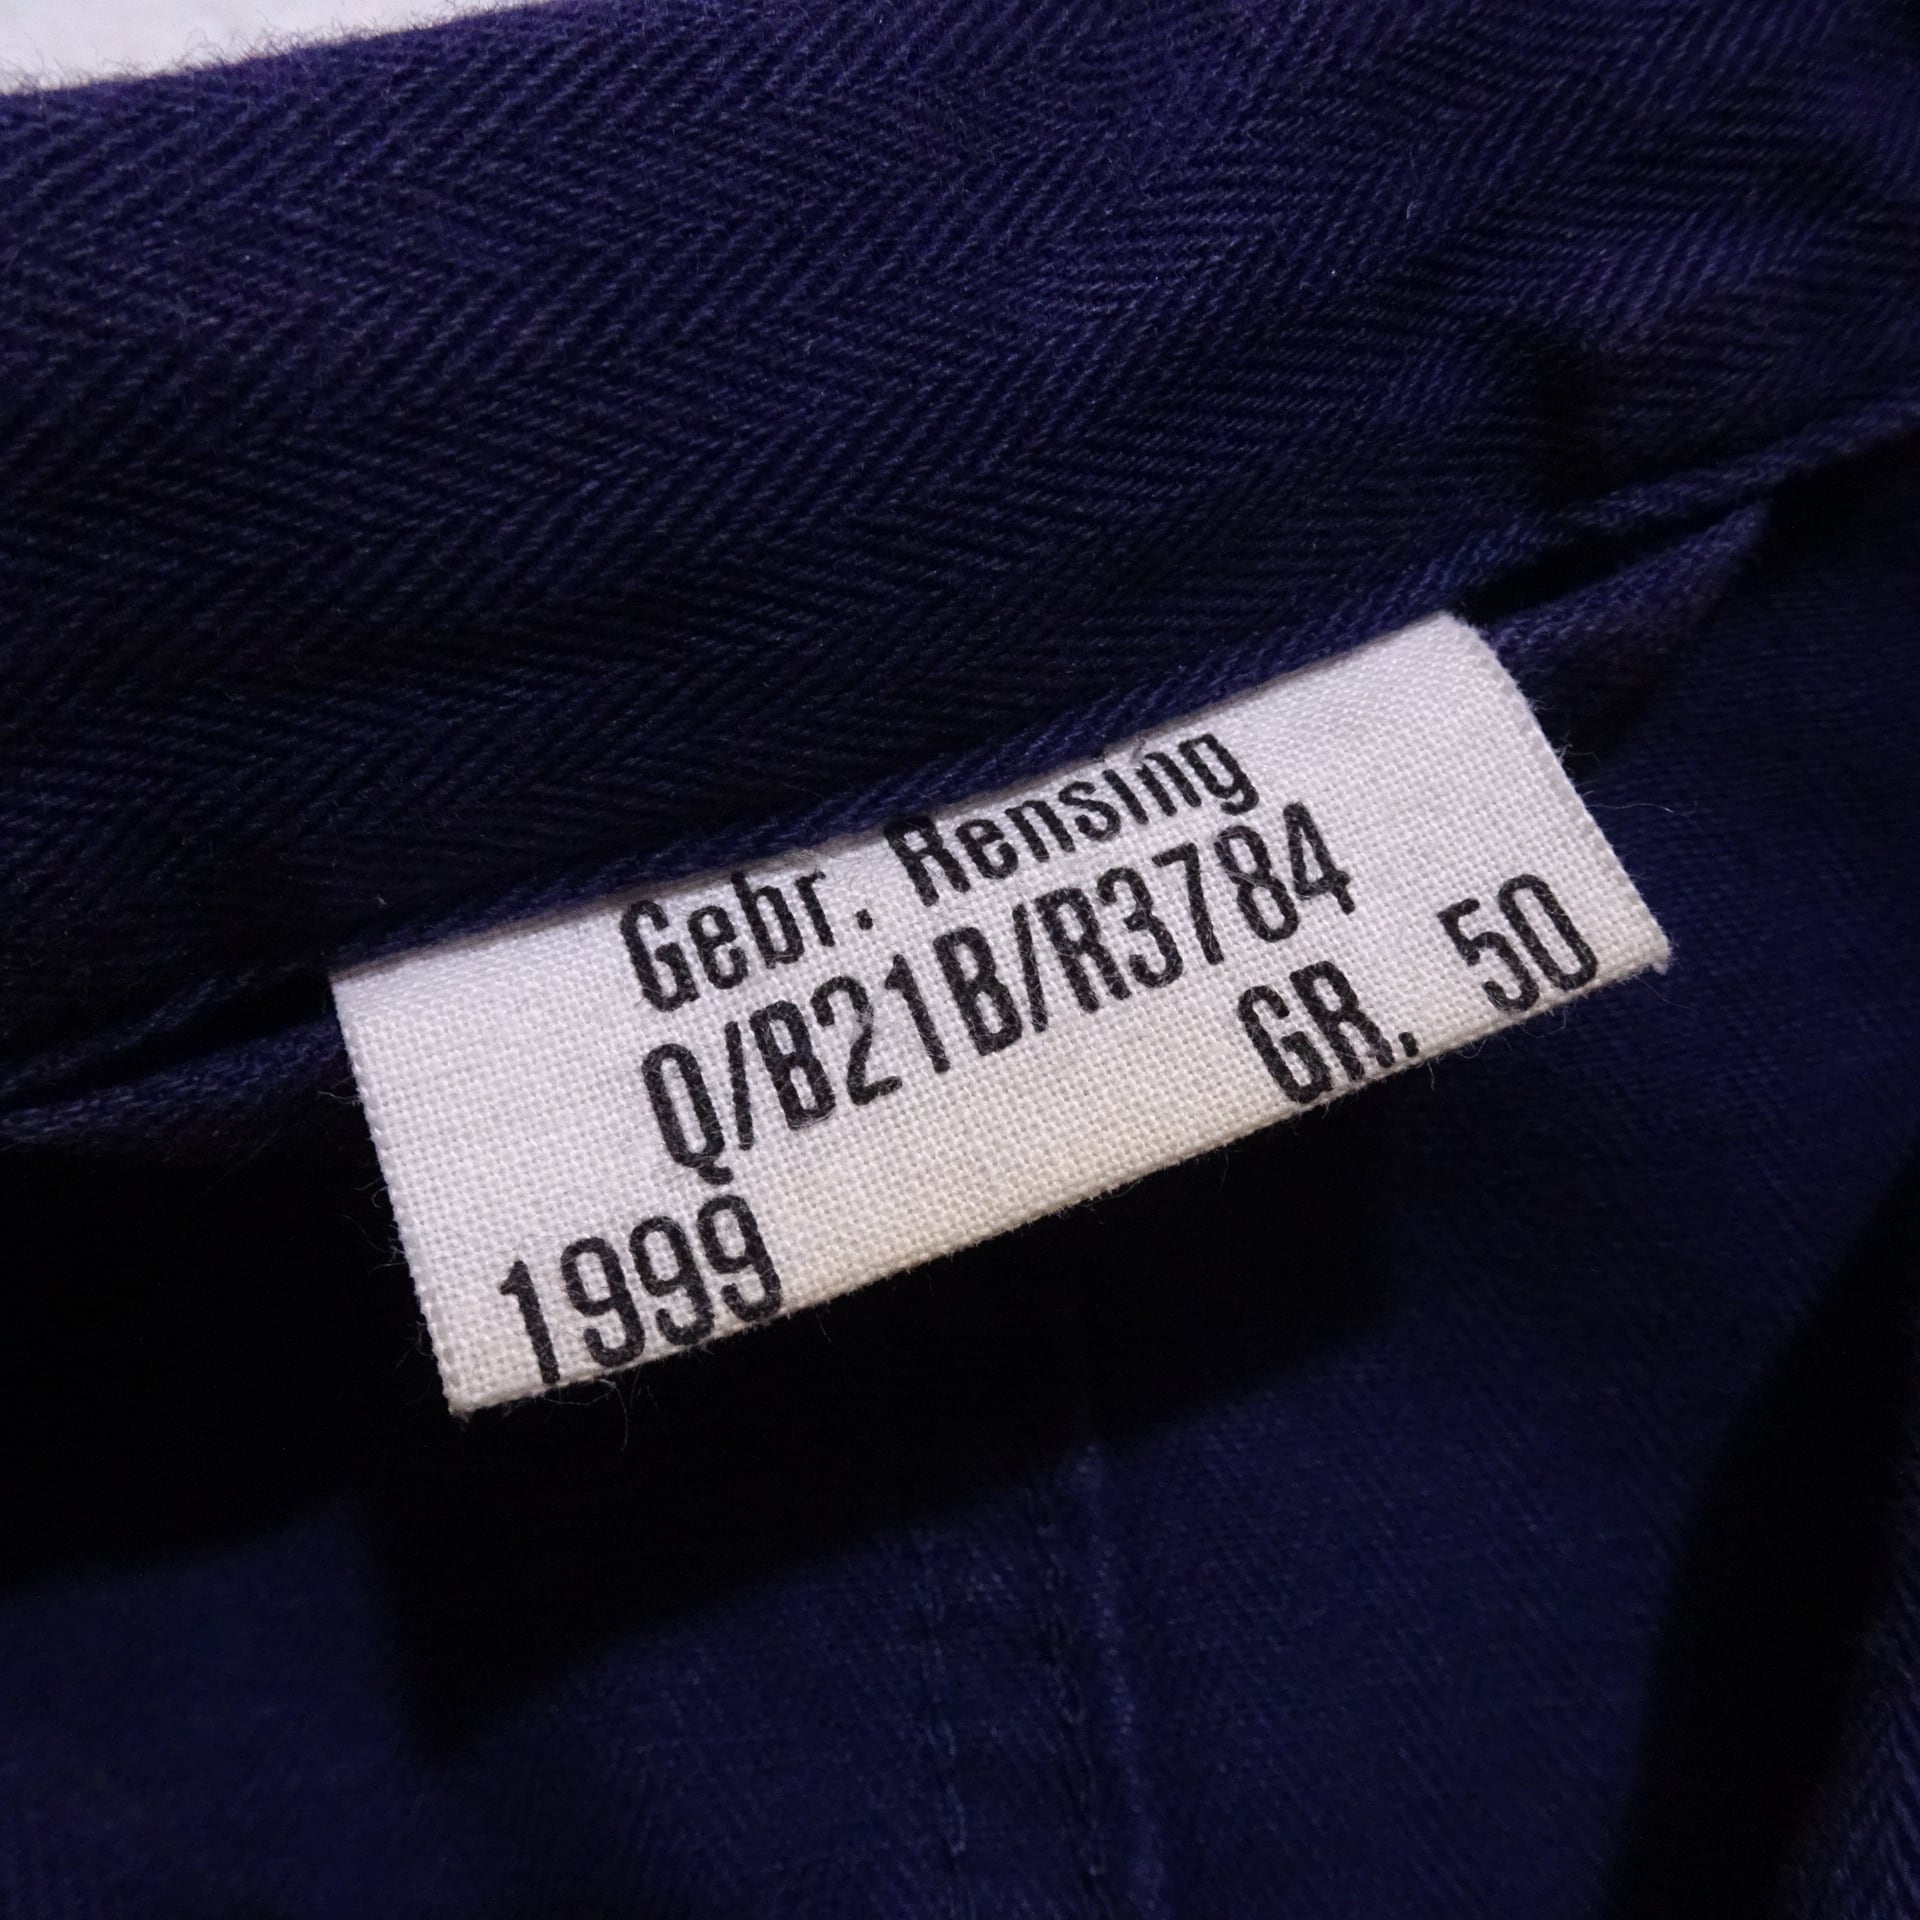 Gebr. Rensing
Q/B21B/R3784
GR. 50
1999